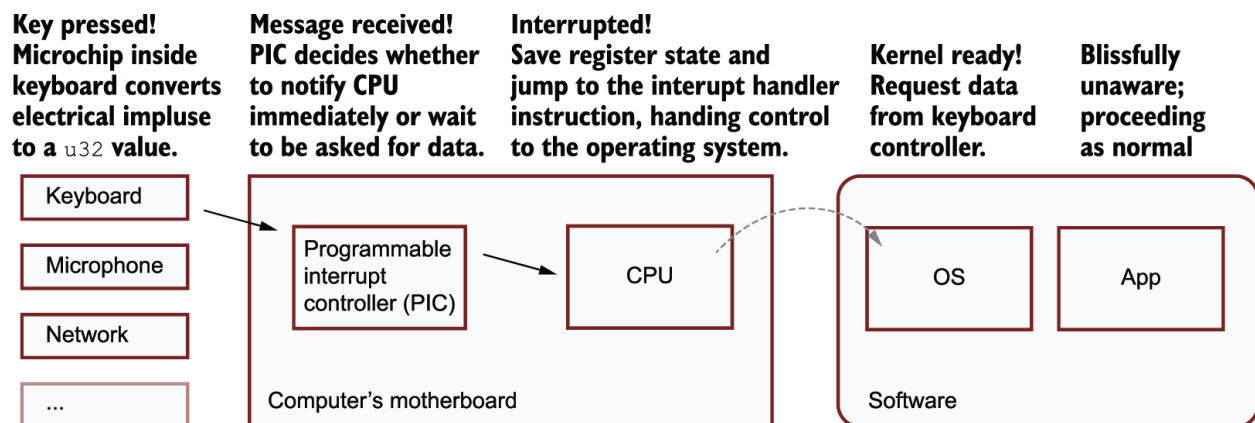 Key pressed!
Microchip inside
keyboard converts
electrical impluse
to a u32 value.
Message received!
PIC decides whether
to notify CPU
immediately or wait
to be asked for data.
Interrupted!
Save register state and
jump to the interupt handler
instruction, handing control
to the operating system.
Kernel ready!
Request data
from keyboard
controller.
Blissfully
unaware;
proceeding
as normal
Keyboard
Microphone
Network
...
Programmable
interrupt
controller (PIC)
CPU
Computer's motherboard
OS
App
Software